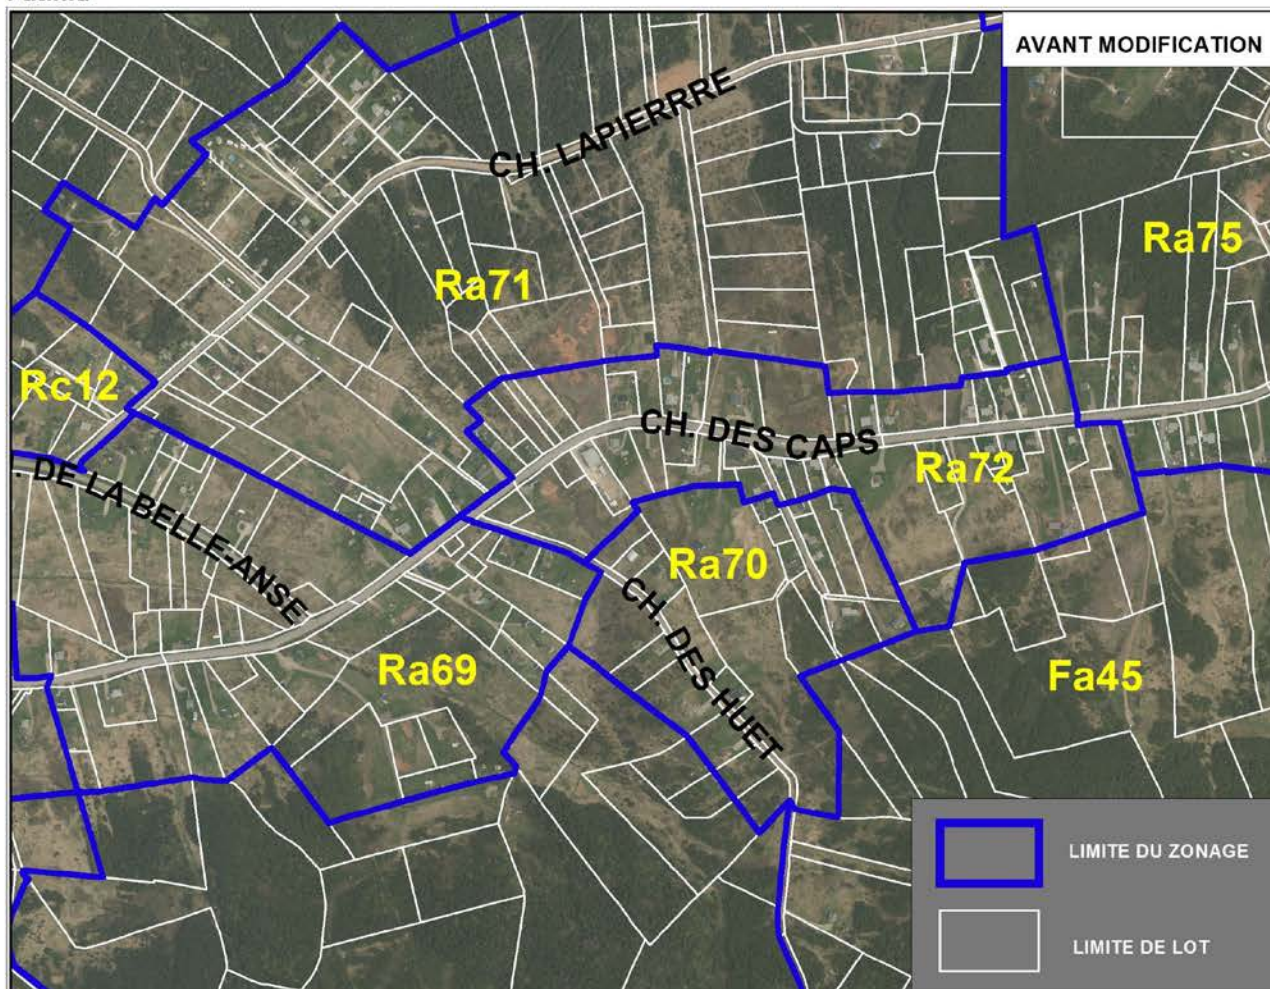 AVANT MODIFICATION
CH. LAPIERRRE
Ra75
Ra71
Rc12
CH. DES CAPS
Ra72
. DE LA BELLE-ANSE
Ra70
CH. DES HUET
Ra69
Fa45
LIMITE DU ZONAGE
LIMITE DE LOT